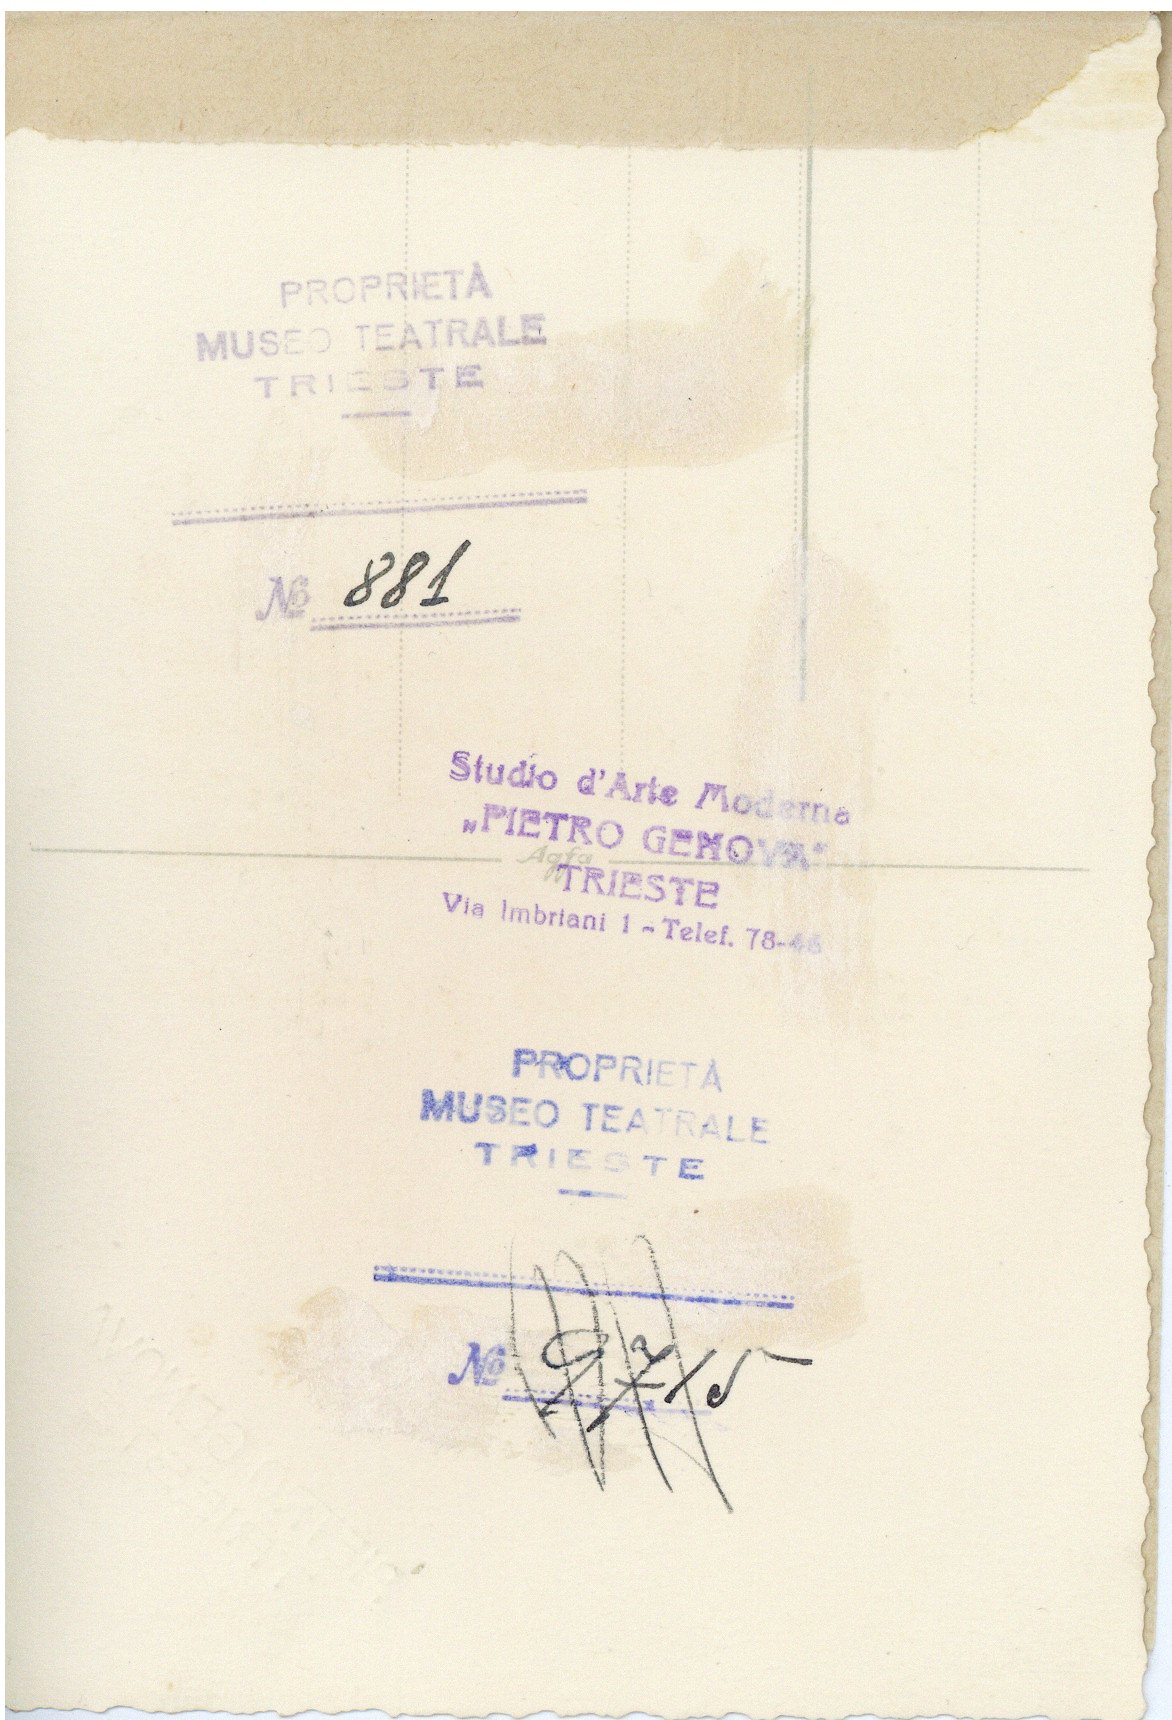 PROPRIETÀ
MUSEO TEATRALE
TRIESTE
№ 881
Studio d'Arte Moderna
„PIETRO GENOVA"
Agfa
TRIESTE
Via Imbriani 1 - Telef. 78-
PROPRIETÀ
MUSEO TEATRALE
TRIESTE
№